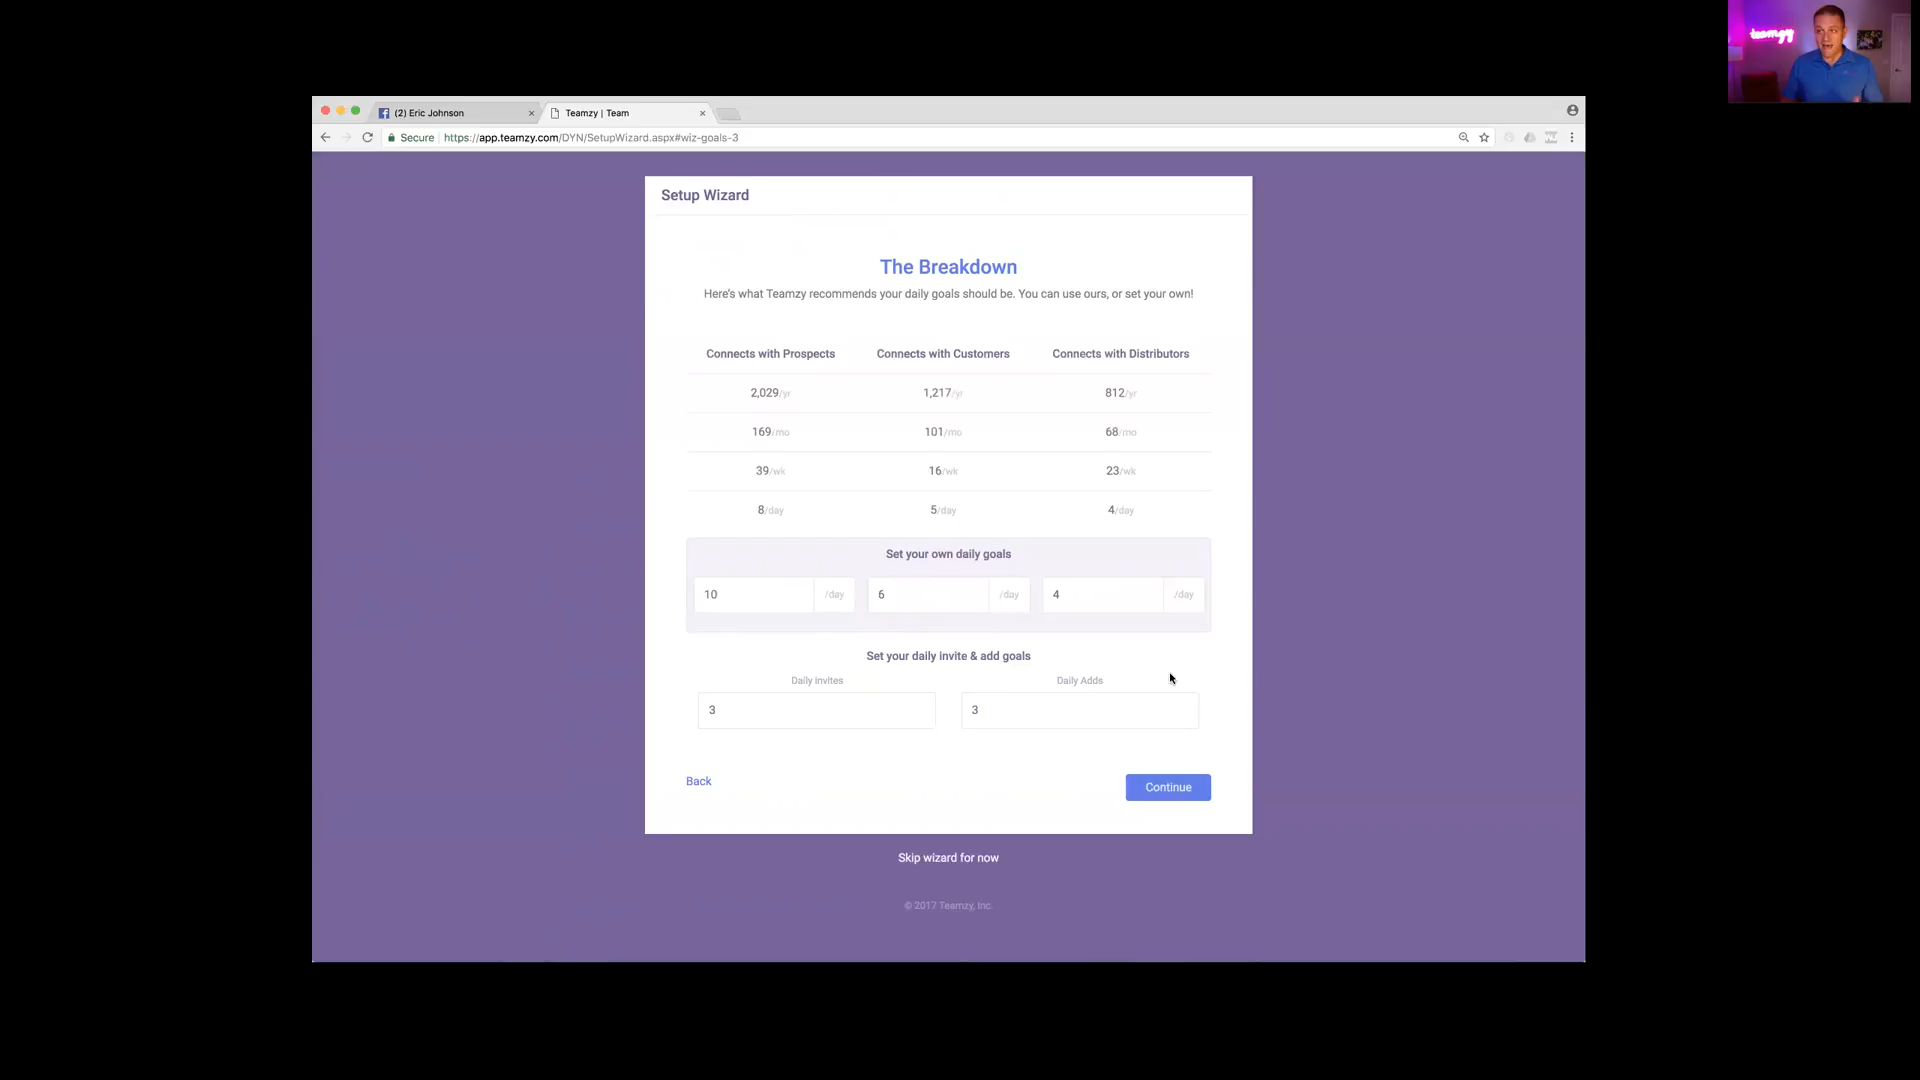 teamzy
(2) Eric Johnson
Teamzy | Team
Secure https://app.teamzy.com/DYN/SetupWizard.aspx#wiz-goals-3
Setup Wizard
The Breakdown
Here's what Teamzy recommends your daily goals should be. You can use ours, or set your own!
Connects with Prospects Connects with Customers Connects with Distributors
2,029/yr 1,217/yr 812/yr
169/mo 101/mo 68/mo
39/wk 16/wk 23/wk
8/day 5/day 4/day
Set your own daily goals
10 /day 6 /day 4 /day
Set your daily invite & add goals
Daily invites Daily Adds
3 3
Back Continue
Skip wizard for now
© 2017 Teamzy, Inc.